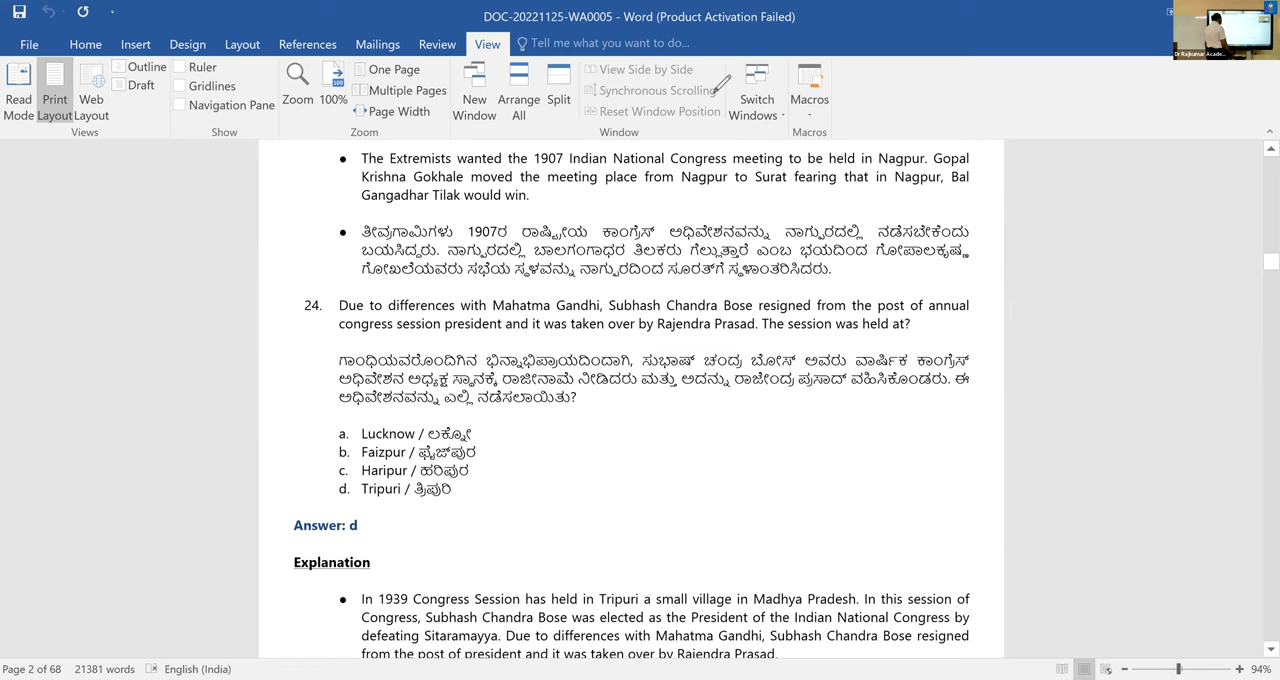 DOC-20221125-WA0005 - Word (Product Activation Failed)
File Home Insert Design Layout References Mailings Review View Tell me what you want to do...
Read Mode
Print Layout
Web Layout
Outline
Draft
Views
Ruler
Gridlines
Navigation Pane
Show
Zoom
100%
One Page
Multiple Pages
Page Width
Zoom
New Window
Arrange All
Split
View Side by Side
Synchronous Scrolling
Reset Window Position
Window
Switch Windows
Macros
Macros
Dr Rajkumar Acade...
• The Extremists wanted the 1907 Indian National Congress meeting to be held in Nagpur. Gopal
Krishna Gokhale moved the meeting place from Nagpur to Surat fearing that in Nagpur, Bal
Gangadhar Tilak would win.
• ತೀವ್ರಗಾಮಿಗಳು 1907ರ ರಾಷ್ಟ್ರೀಯ ಕಾಂಗ್ರೆಸ್ ಅಧಿವೇಶನವನ್ನು ನಾಗ್ಪುರದಲ್ಲಿ ನಡೆಸಬೇಕೆಂದು
ಬಯಸಿದ್ದರು. ನಾಗ್ಪುರದಲ್ಲಿ ಬಾಲಗಂಗಾಧರ ತಿಲಕರು ಗೆಲ್ಲುತ್ತಾರೆ ಎಂಬ ಭಯದಿಂದ ಗೋಪಾಲಕೃಷ್ಣ
ಗೋಖಲೆಯವರು ಸಭೆಯ ಸ್ಥಳವನ್ನು ನಾಗ್ಪುರದಿಂದ ಸೂರತ್‌ಗೆ ಸ್ಥಳಾಂತರಿಸಿದರು.
24. Due to differences with Mahatma Gandhi, Subhash Chandra Bose resigned from the post of annual
congress session president and it was taken over by Rajendra Prasad. The session was held at?
ಗಾಂಧಿಯವರೊಂದಿಗಿನ ಭಿನ್ನಾಭಿಪ್ರಾಯದಿಂದಾಗಿ, ಸುಭಾಷ್ ಚಂದ್ರ ಬೋಸ್ ಅವರು ವಾರ್ಷಿಕ ಕಾಂಗ್ರೆಸ್
ಅಧಿವೇಶನ ಅಧ್ಯಕ್ಷ ಸ್ಥಾನಕ್ಕೆ ರಾಜೀನಾಮೆ ನೀಡಿದರು ಮತ್ತು ಅದನ್ನು ರಾಜೇಂದ್ರ ಪ್ರಸಾದ್ ವಹಿಸಿಕೊಂಡರು. ಈ
ಅಧಿವೇಶನವನ್ನು ಎಲ್ಲಿ ನಡೆಸಲಾಯಿತು?
a. Lucknow / ಲಕ್ನೋ
b. Faizpur / ಫೈಜ್‌ಪುರ
c. Haripur / ಹರಿಪುರ
d. Tripuri / ತ್ರಿಪುರಿ
Answer: d
Explanation
• In 1939 Congress Session has held in Tripuri a small village in Madhya Pradesh. In this session of
Congress, Subhash Chandra Bose was elected as the President of the Indian National Congress by
defeating Sitaramayya. Due to differences with Mahatma Gandhi, Subhash Chandra Bose resigned
from the post of president and it was taken over by Rajendra Prasad.
Page 2 of 68 21381 words English (India) 94%